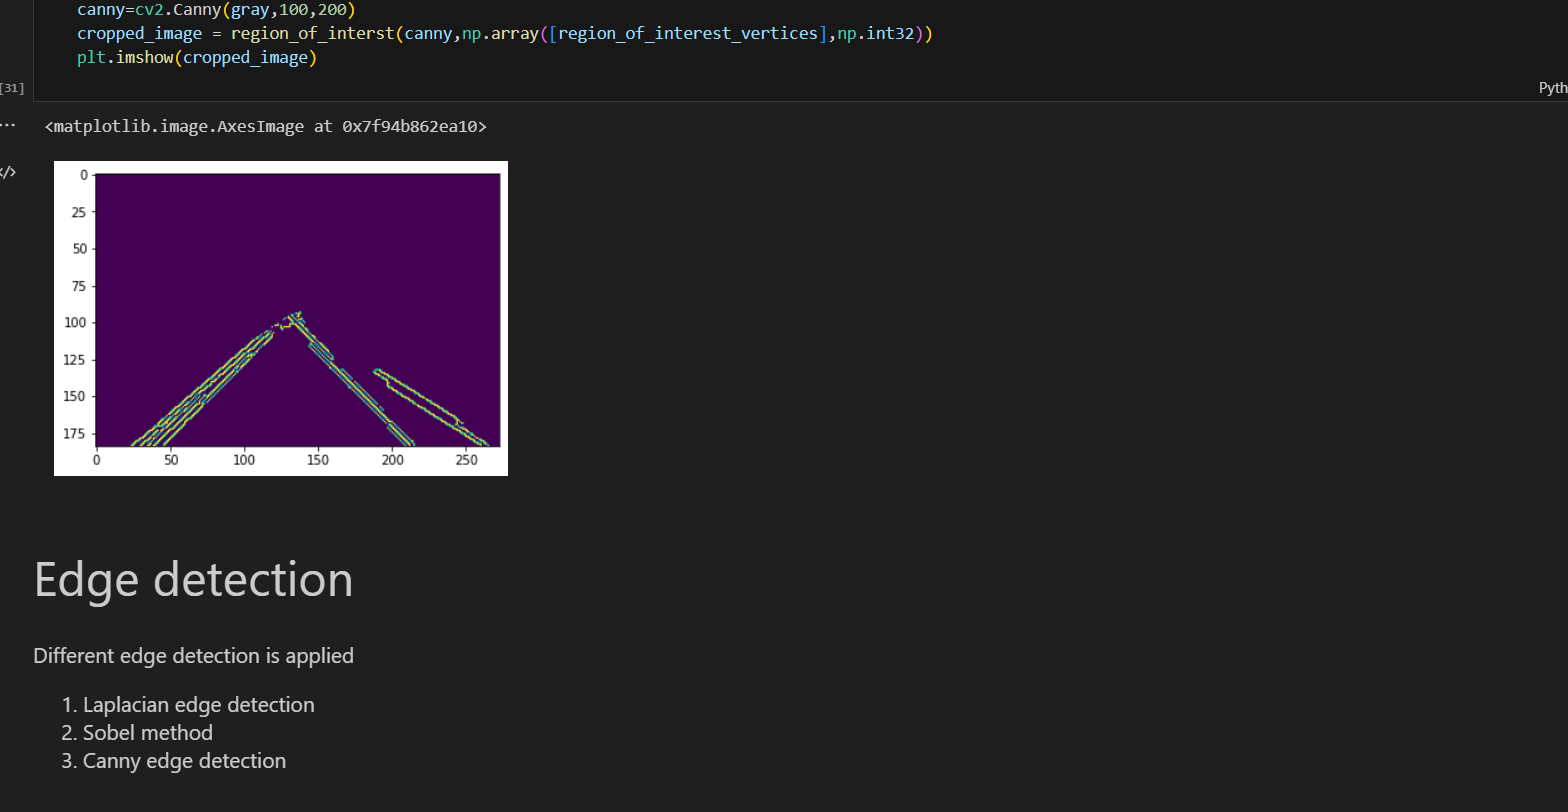 canny=cv2.Canny(gray,100,200)
cropped_image = region_of_interst(canny,np.array([region_of_interest_vertices],np.int32))
plt.imshow(cropped_image)
[31]
Pyth
...
<matplotlib.image.AxesImage at 0x7f94b862ea10>
</>
0
25
50
75
100
125
150
175
0 50 100 150 200 250
Edge detection
Different edge detection is applied
1. Laplacian edge detection
2. Sobel method
3. Canny edge detection